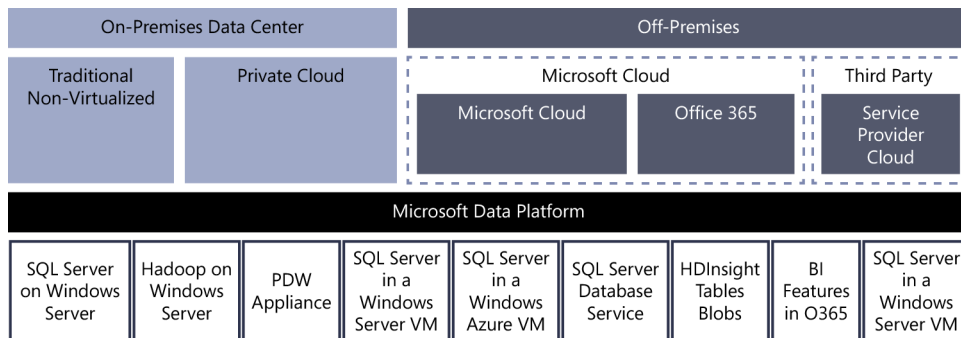 On-Premises Data Center
Off-Premises
Traditional
Non-Virtualized
Private Cloud
Microsoft Cloud
Third Party
Microsoft Cloud
Office 365
Service
Provider
Cloud
Microsoft Data Platform
SQL Server
on Windows
Server
Hadoop on
Windows
Server
PDW
Appliance
SQL Server
in a
Windows
Server VM
SQL Server
in a
Windows
Azure VM
SQL Server
Database
Service
HDInsight
Tables
Blobs
BI
Features
in O365
SQL Server
in a
Windows
Server VM